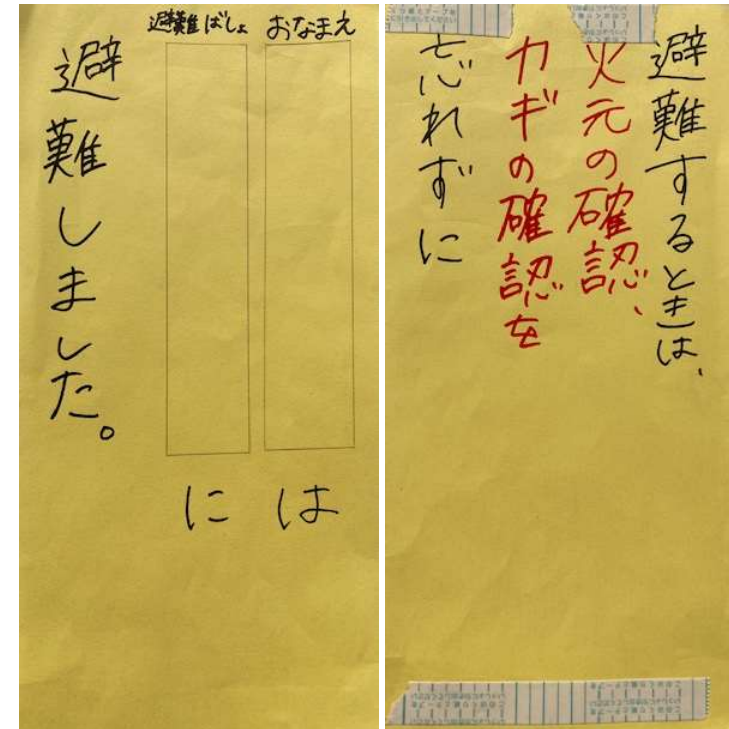 おなまえ
は
避難ばしょ
に
避難しました。
避難するときは、
火元の確認、
カギの確認を
忘れずに